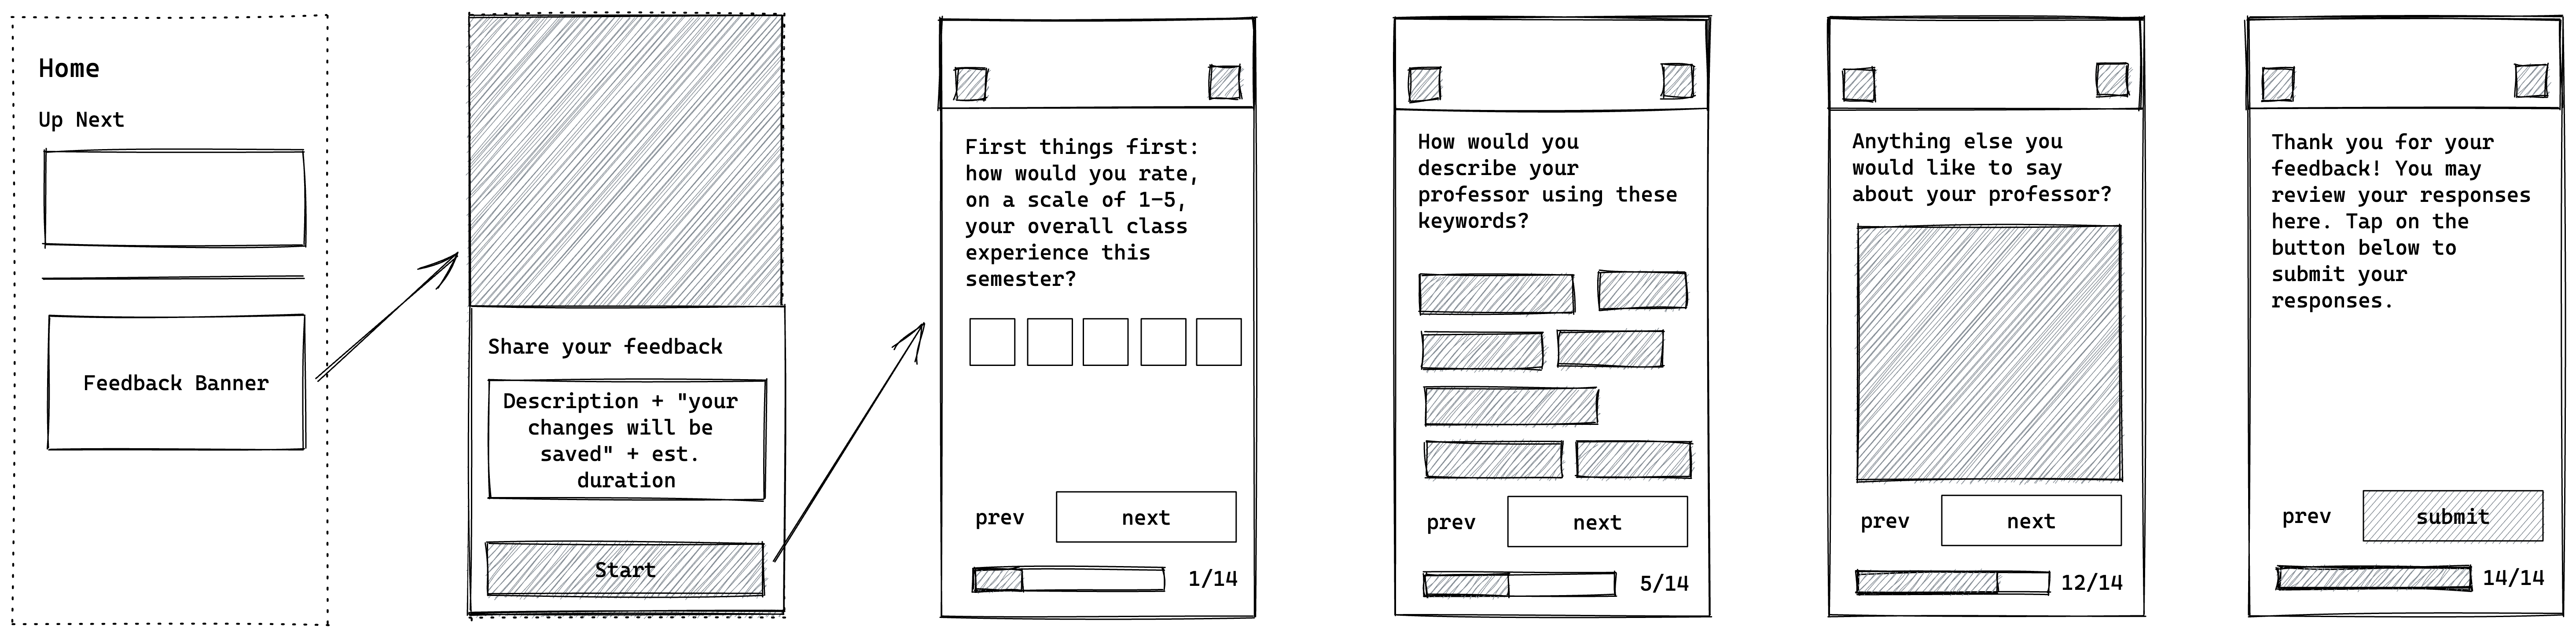 Home
Up Next
Feedback Banner
Share your feedback
Description + "your
changes will be
saved" + est.
duration
Start
First things first:
how would you rate,
on a scale of 1-5,
your overall class
experience this
semester?
prev
next
1/14
How would you
describe your
professor using these
keywords?
prev
next
5/14
Anything else you
would like to say
about your professor?
prev
next
12/14
Thank you for your
feedback! You may
review your responses
here. Tap on the
button below to
submit your
responses.
prev
submit
14/14